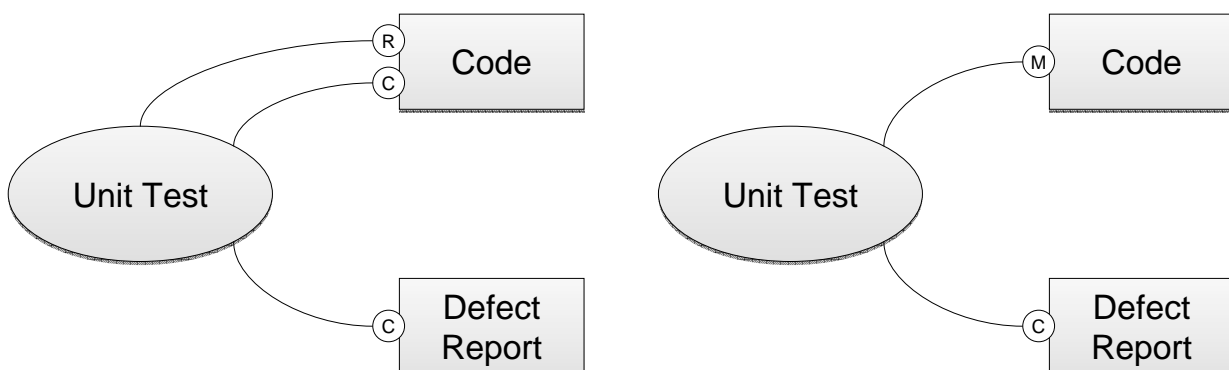 R
Code
C
Unit Test
C
Defect
Report
M
Code
Unit Test
C
Defect
Report